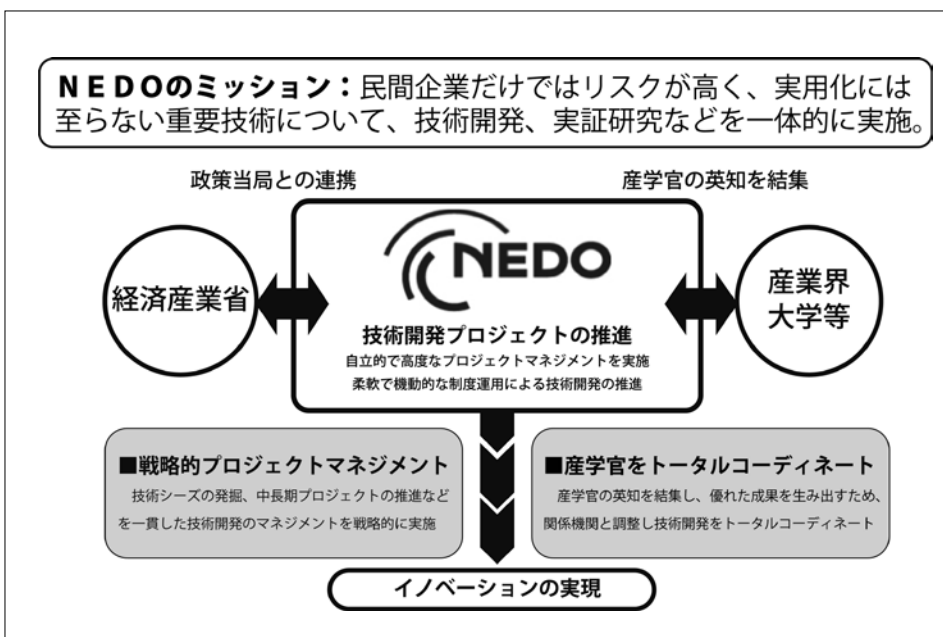 NEDOのミッション：民間企業だけではリスクが高く、実用化には
至らない重要技術について、技術開発、実証研究などを一体的に実施。
政策当局との連携
産学官の英知を結集
経済産業省
NEDO
技術開発プロジェクトの推進
自立的で高度なプロジェクトマネジメントを実施
柔軟で機動的な制度運用による技術開発の推進
産業界
大学等
■戦略的プロジェクトマネジメント
技術シーズの発掘、中長期プロジェクトの推進など
を一貫した技術開発のマネジメントを戦略的に実施
■産学官をトータルコーディネート
産学官の英知を結集し、優れた成果を生み出すため、
関係機関と調整し技術開発をトータルコーディネート
イノベーションの実現